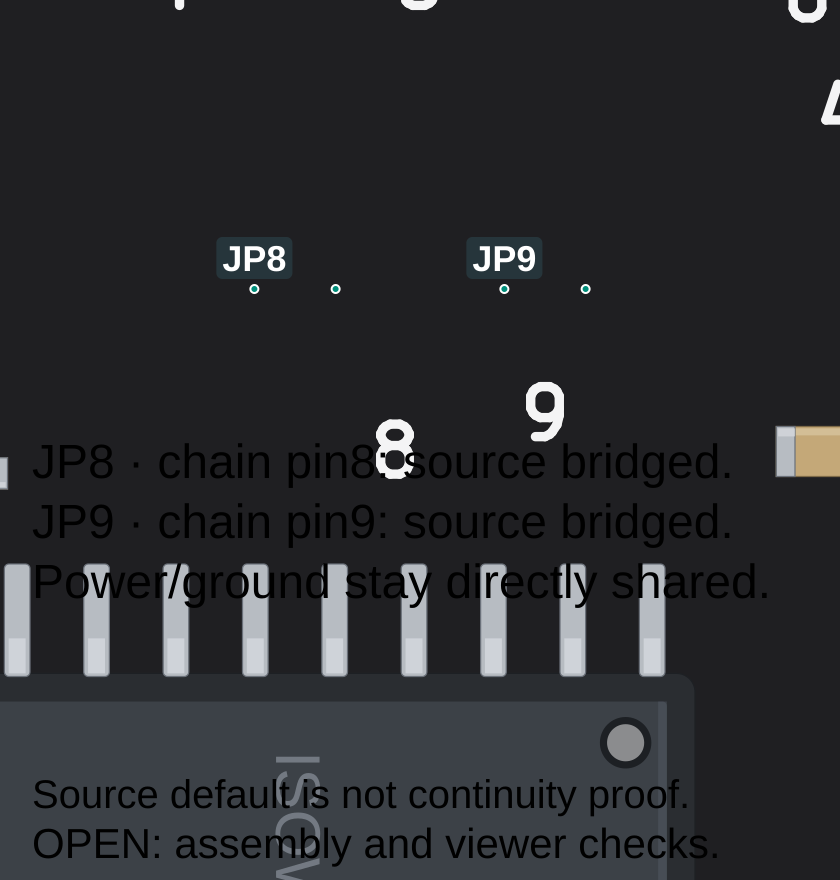 JP8 JP9
9
8
JP8 · chain pin8: source bridged.
JP9 · chain pin9: source bridged.
Power/ground stay directly shared.
Source default is not continuity proof.
OPEN: assembly and viewer checks.
ISOW